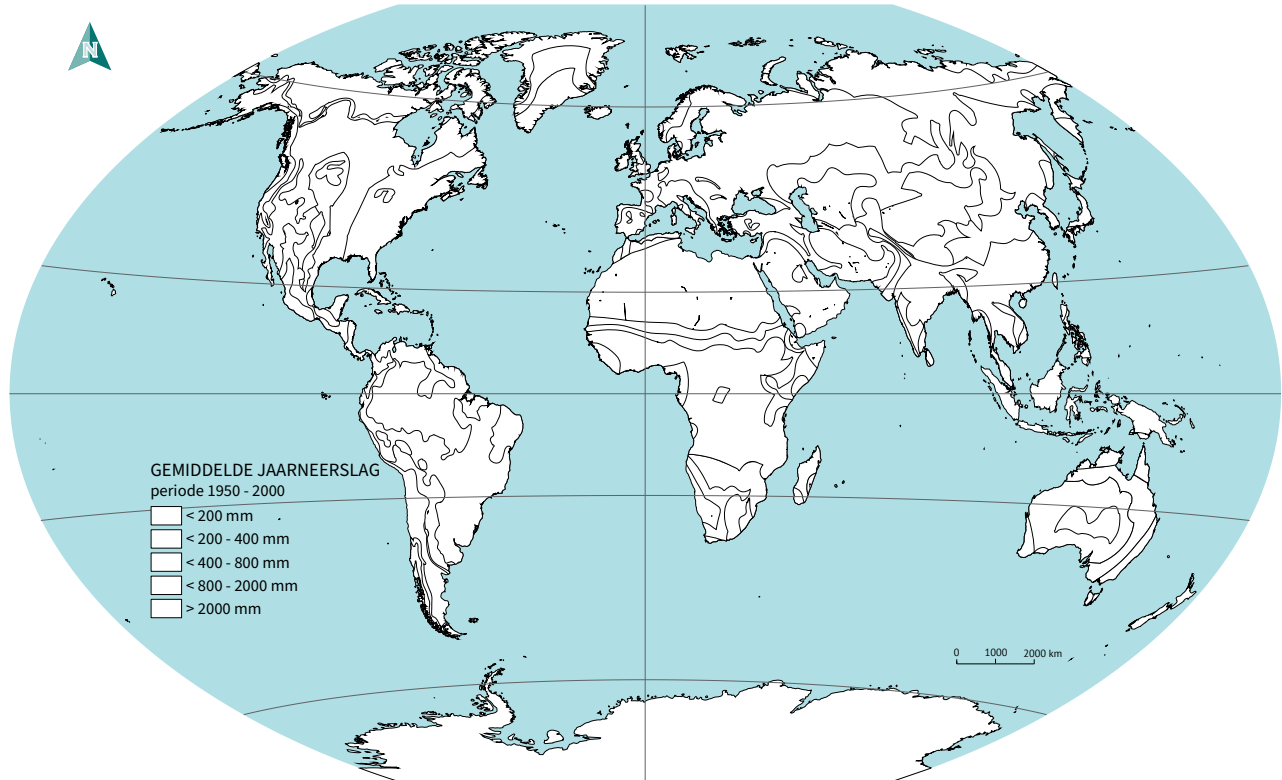 N
GEMIDDELDE JAARNEERSLAG
periode 1950 - 2000
< 200 mm
< 200 - 400 mm
< 400 - 800 mm
< 800 - 2000 mm
> 2000 mm
0 1000 2000 km